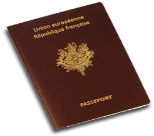 Union européenne
République française
PASSEPORT